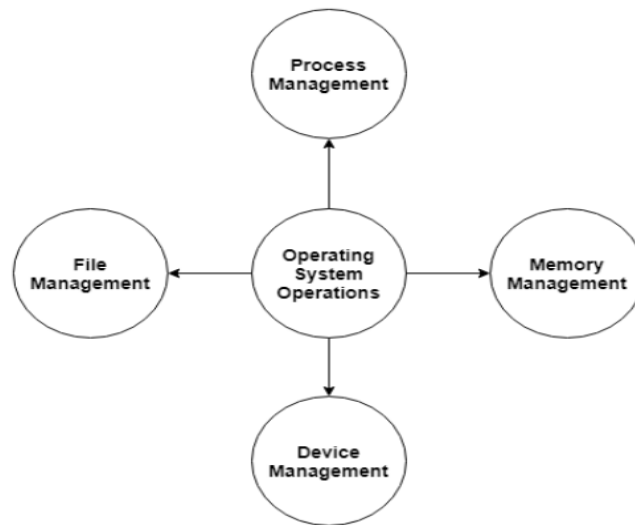 Process
Management
File
Management
Operating
System
Operations
Memory
Management
Device
Management